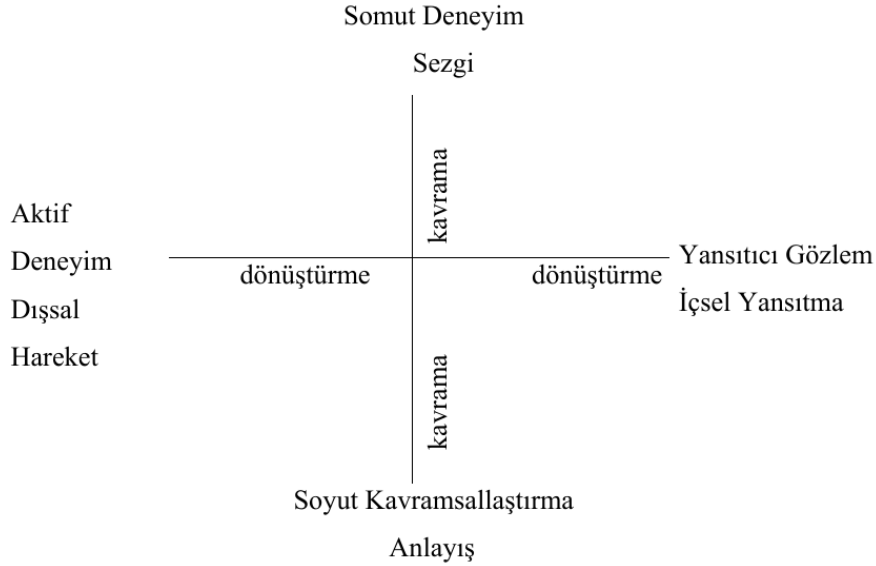 Somut Deneyim
Sezgi
kavrama
Aktif
Deneyim
Dışsal
Hareket
dönüştürme
dönüştürme
Yansıtıcı Gözlem
İçsel Yansıtma
kavrama
Soyut Kavramsallaştırma
Anlayış